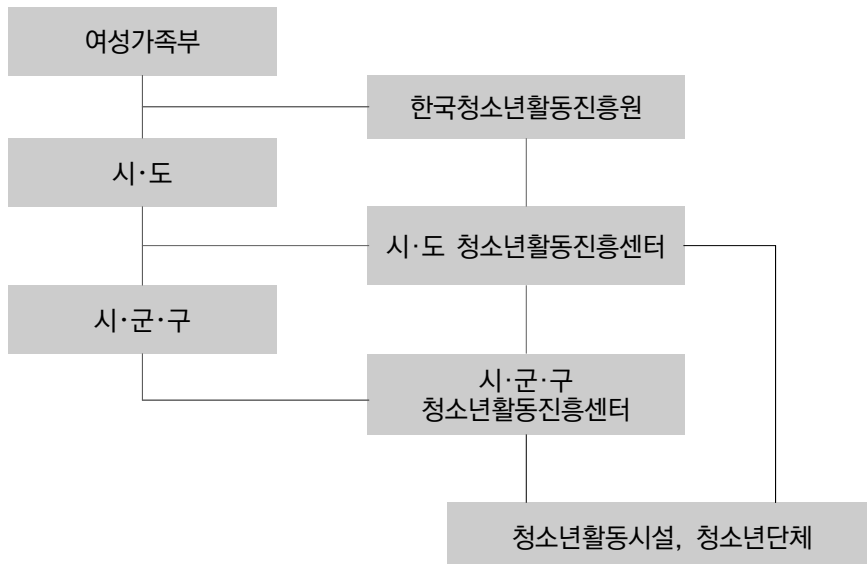 여성가족부
한국청소년활동진흥원
시·도
시·도 청소년활동진흥센터
시·군·구
시·군·구
청소년활동진흥센터
청소년활동시설, 청소년단체